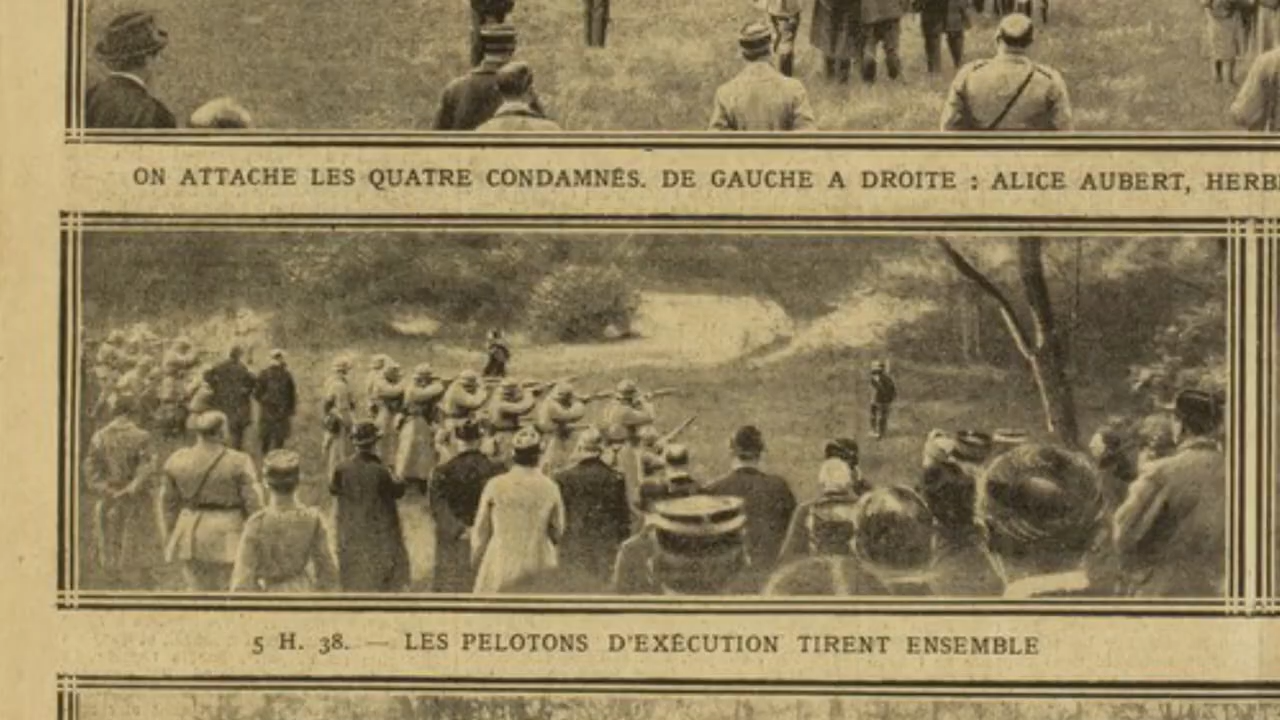 ON ATTACHE LES QUATRE CONDAMNÉS. DE GAUCHE A DROITE : ALICE AUBERT,
5 H. 38. — LES PELOTONS D'EXÉCUTION TIRENT ENSEMBLE